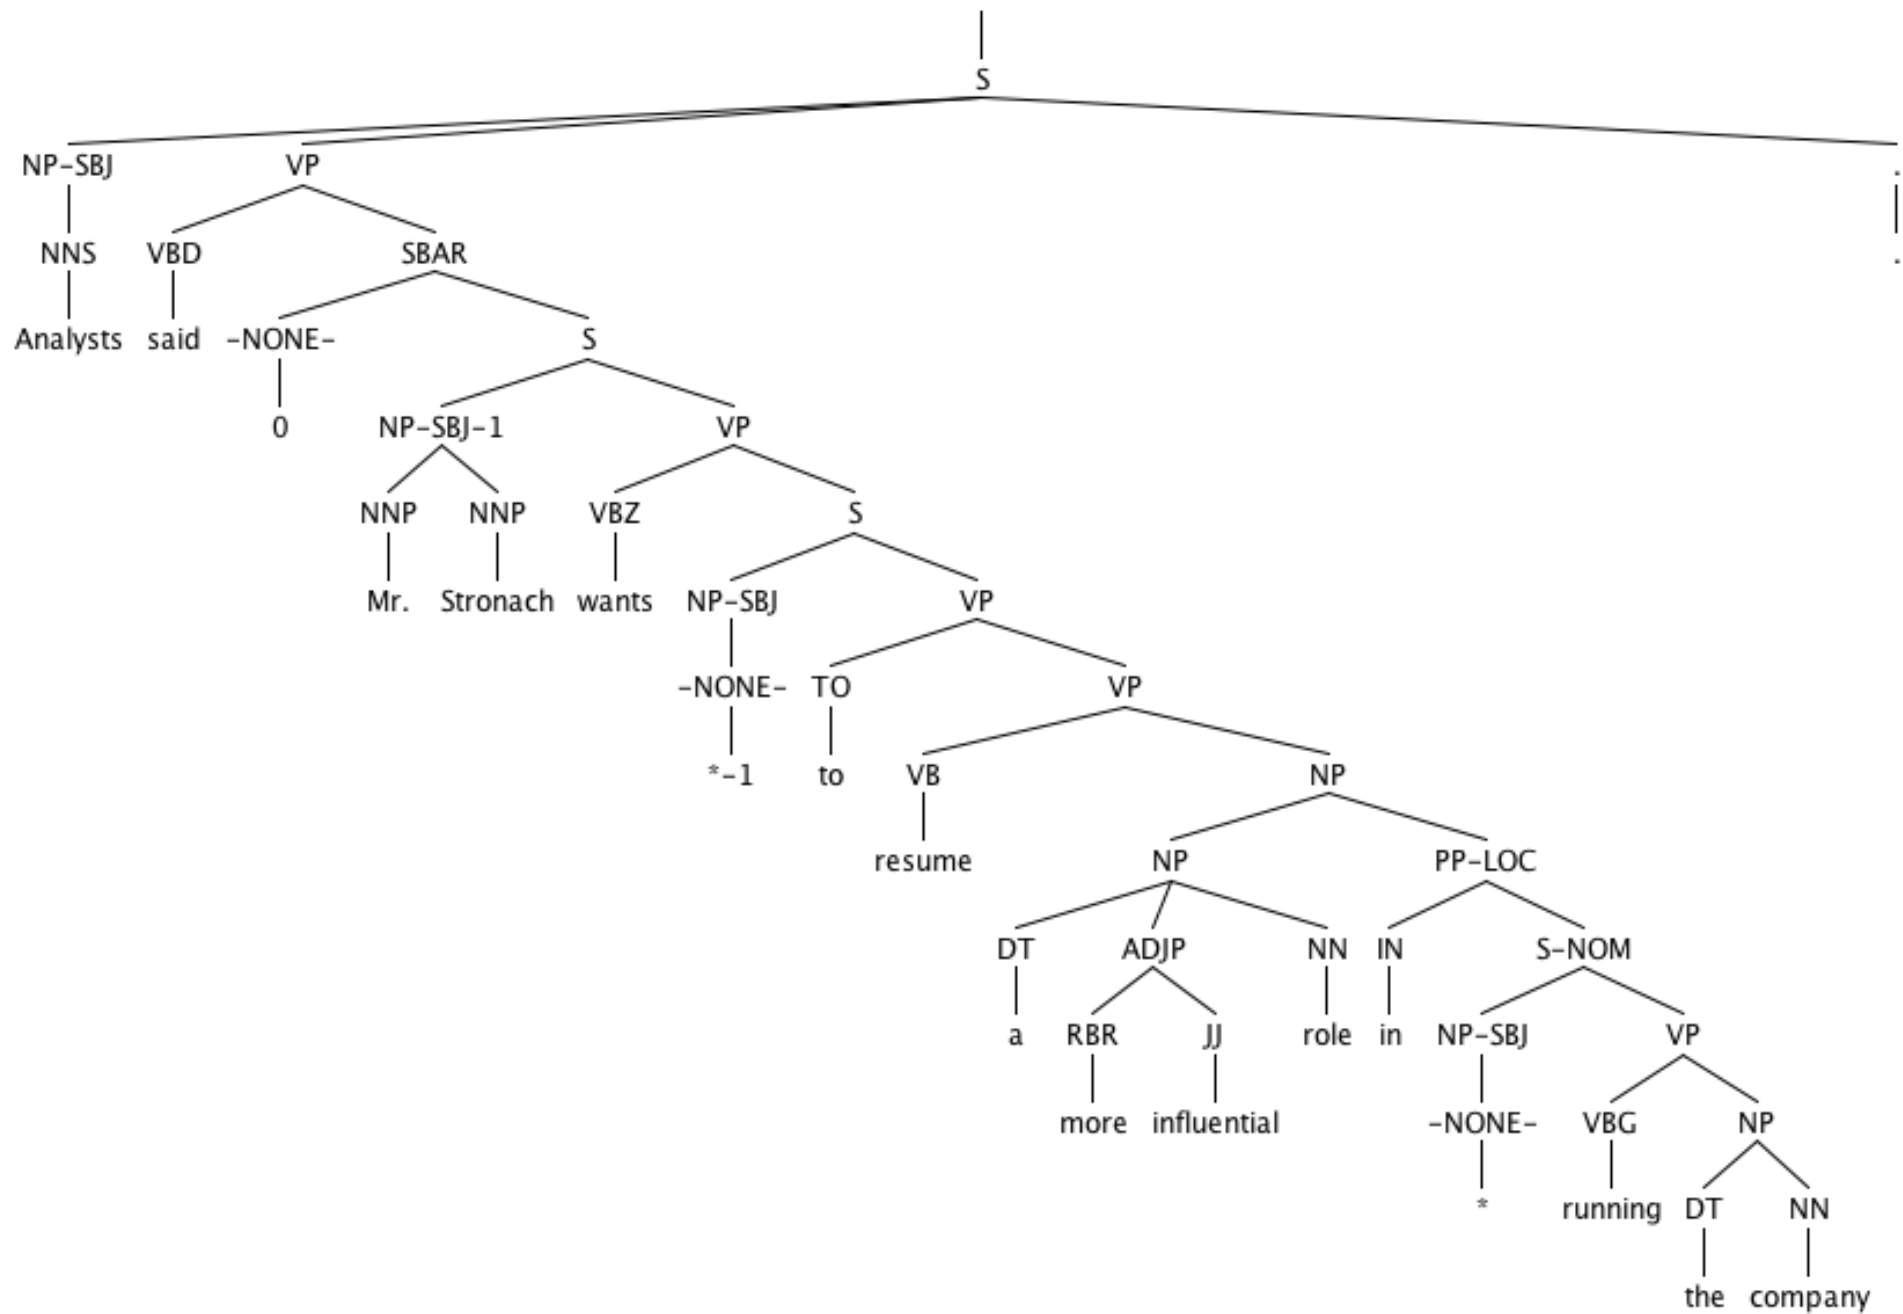 S
NP-SBJ VP .
NNS VBD SBAR .
Analysts said -NONE- S
0 NP-SBJ-1 VP
NNP NNP VBZ S
Mr. Stronach wants NP-SBJ VP
-NONE- TO VP
*-1 to VB NP
resume NP PP-LOC
DT ADJP NN IN S-NOM
a RBR JJ role in NP-SBJ VP
more influential -NONE- VBG NP
* running DT NN
the company